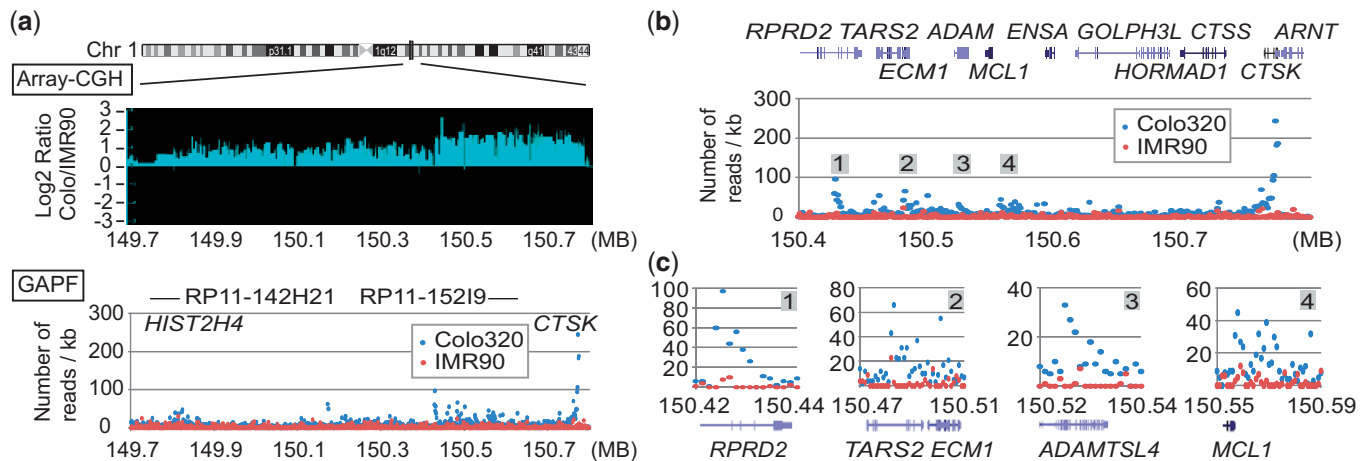 (a)
Chr 1
p31.1
1q12
q41
43
44
Array-CGH
Log2 Ratio
Colo/IMR90
3
2
1
0
-1
-2
-3
149.7 149.9 150.1 150.3 150.5 150.7 (MB)
GAPF
RP11-142H21 RP11-152I9
HIST2H4 CTSK
Number of
reads / kb
300
200
100
0
Colo320
IMR90
149.7 149.9 150.1 150.3 150.5 150.7 (MB)
(b)
RPRD2 TARS2 ADAM ENSA GOLPH3L CTSS ARNT
ECM1 MCL1 HORMAD1 CTSK
Number of
reads / kb
300
200
100
0
Colo320
IMR90
1 2 3 4
150.4 150.5 150.6 150.7 (MB)
(c)
Number of
reads / kb
100
80
60
40
20
0
1
150.42 150.44
RPRD2
80
60
40
20
2
150.47 150.51
TARS2 ECM1
40
20
3
150.52 150.54
ADAMTSL4
60
40
20
4
150.55 150.59
MCL1